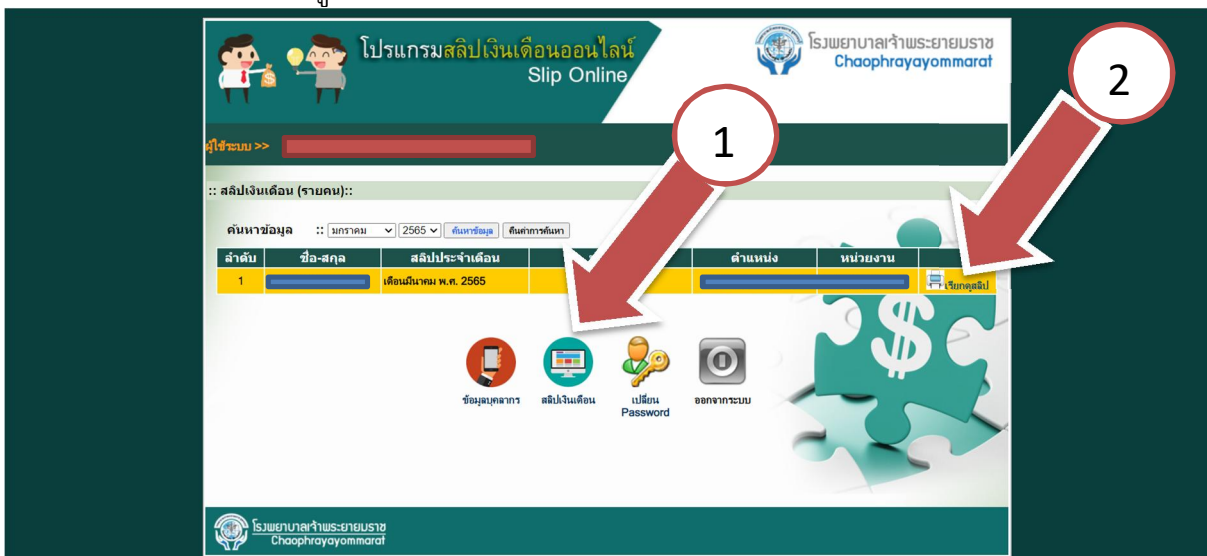 โปรแกรมสลิปเงินเดือนออนไลน์
Slip Online
โรงพยาบาลเจ้าพระยายมราช
Chaophrayayommarat
2
1
ผู้ใช้ระบบ >>
:: สลิปเงินเดือน (รายคน)::
ค้นหาข้อมูล :: มกราคม 2565 ค้นหาข้อมูล คืนค่าการค้นหา
ลำดับ ชื่อ-สกุล สลิปประจำเดือน ตำแหน่ง หน่วยงาน
1 เดือนมีนาคม พ.ศ. 2565 เรียกดูสลิป
ข้อมูลบุคลากร สลิปเงินเดือน เปลี่ยน ออกจากระบบ
Password
โรงพยาบาลเจ้าพระยายมราช
Chaophrayayommarat